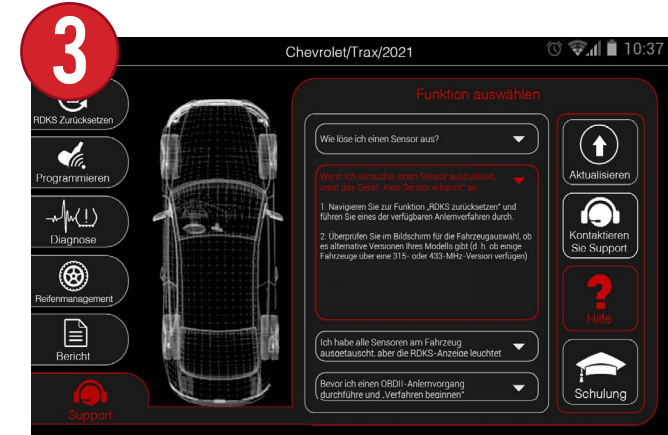 3
Chevrolet/Trax/2021
10:37
RDKS Zurücksetzen
Programmieren
Diagnose
Reifenmanagement
Bericht
Support
Funktion auswählen
Wie löse ich einen Sensor aus?
Wenn ich versuche, einen Sensor auszulösen,
zeigt das Gerät „Kein Sensor erkannt“ an
1. Navigieren Sie zur Funktion „RDKS zurücksetzen“ und
führen Sie eines der verfügbaren Anlernverfahren durch.
2. Überprüfen Sie im Bildschirm für die Fahrzeugauswahl, ob
es alternative Versionen Ihres Modells gibt (d. h. ob einige
Fahrzeuge über eine 315- oder 433-MHz-Version verfügen).
Ich habe alle Sensoren am Fahrzeug
ausgetauscht, aber die RDKS-Anzeige leuchtet
Bevor ich einen OBDII-Anlernvorgang
durchführe und „Verfahren beginnen“
Aktualisieren
Kontaktieren
Sie Support
Hilfe
Schulung